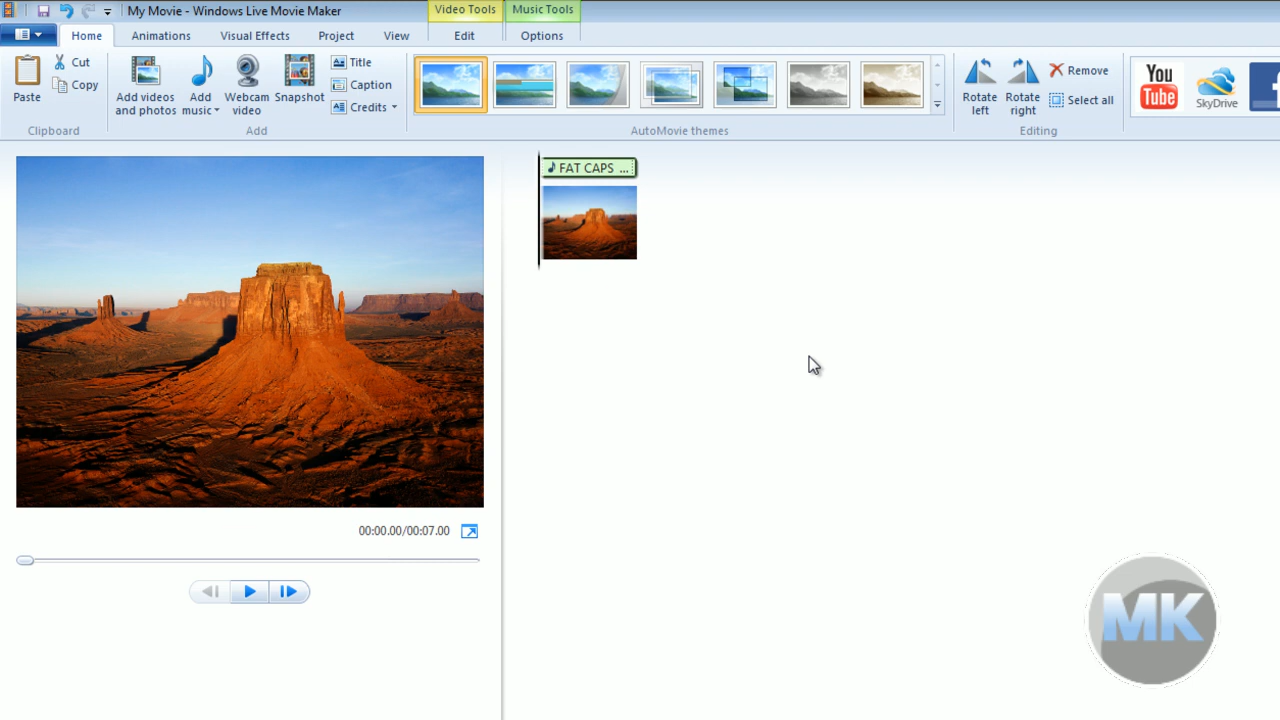 My Movie - Windows Live Movie Maker
Video Tools
Music Tools
Home
Animations
Visual Effects
Project
View
Edit
Options
Paste
Cut
Copy
Clipboard
Add videos
and photos
Add
music
Webcam
video
Snapshot
Title
Caption
Credits
Add
AutoMovie themes
Rotate
left
Rotate
right
Remove
Select all
Editing
You
Tube
SkyDrive
f
FAT CAPS ...
00:00.00/00:07.00
MK